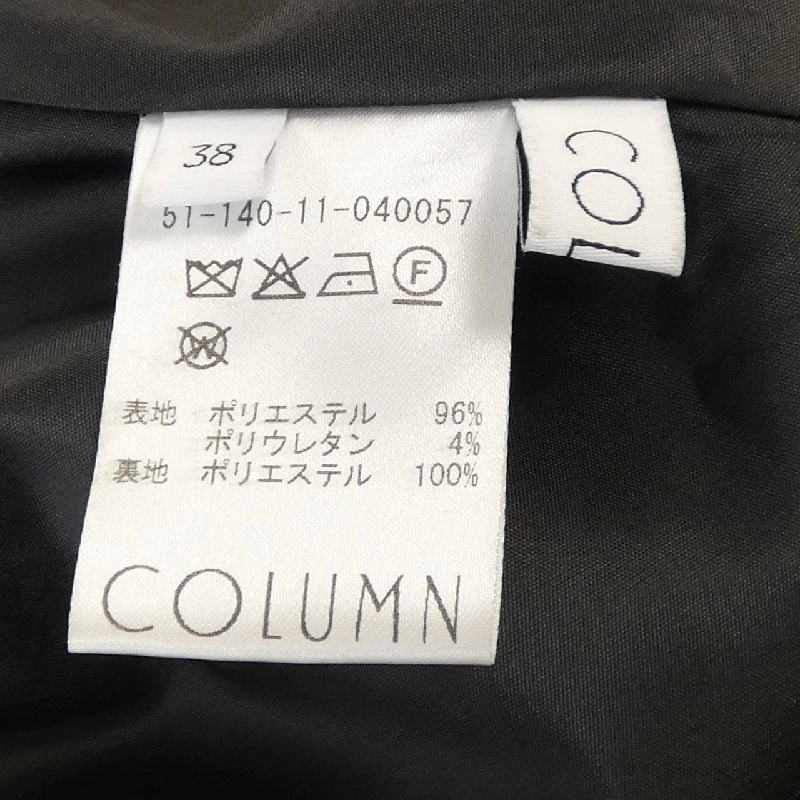 38
51-140-11-040057
F
W
表地 ポリエステル 96%
ポリウレタン 4%
裏地 ポリエステル 100%
COLUMN
COL